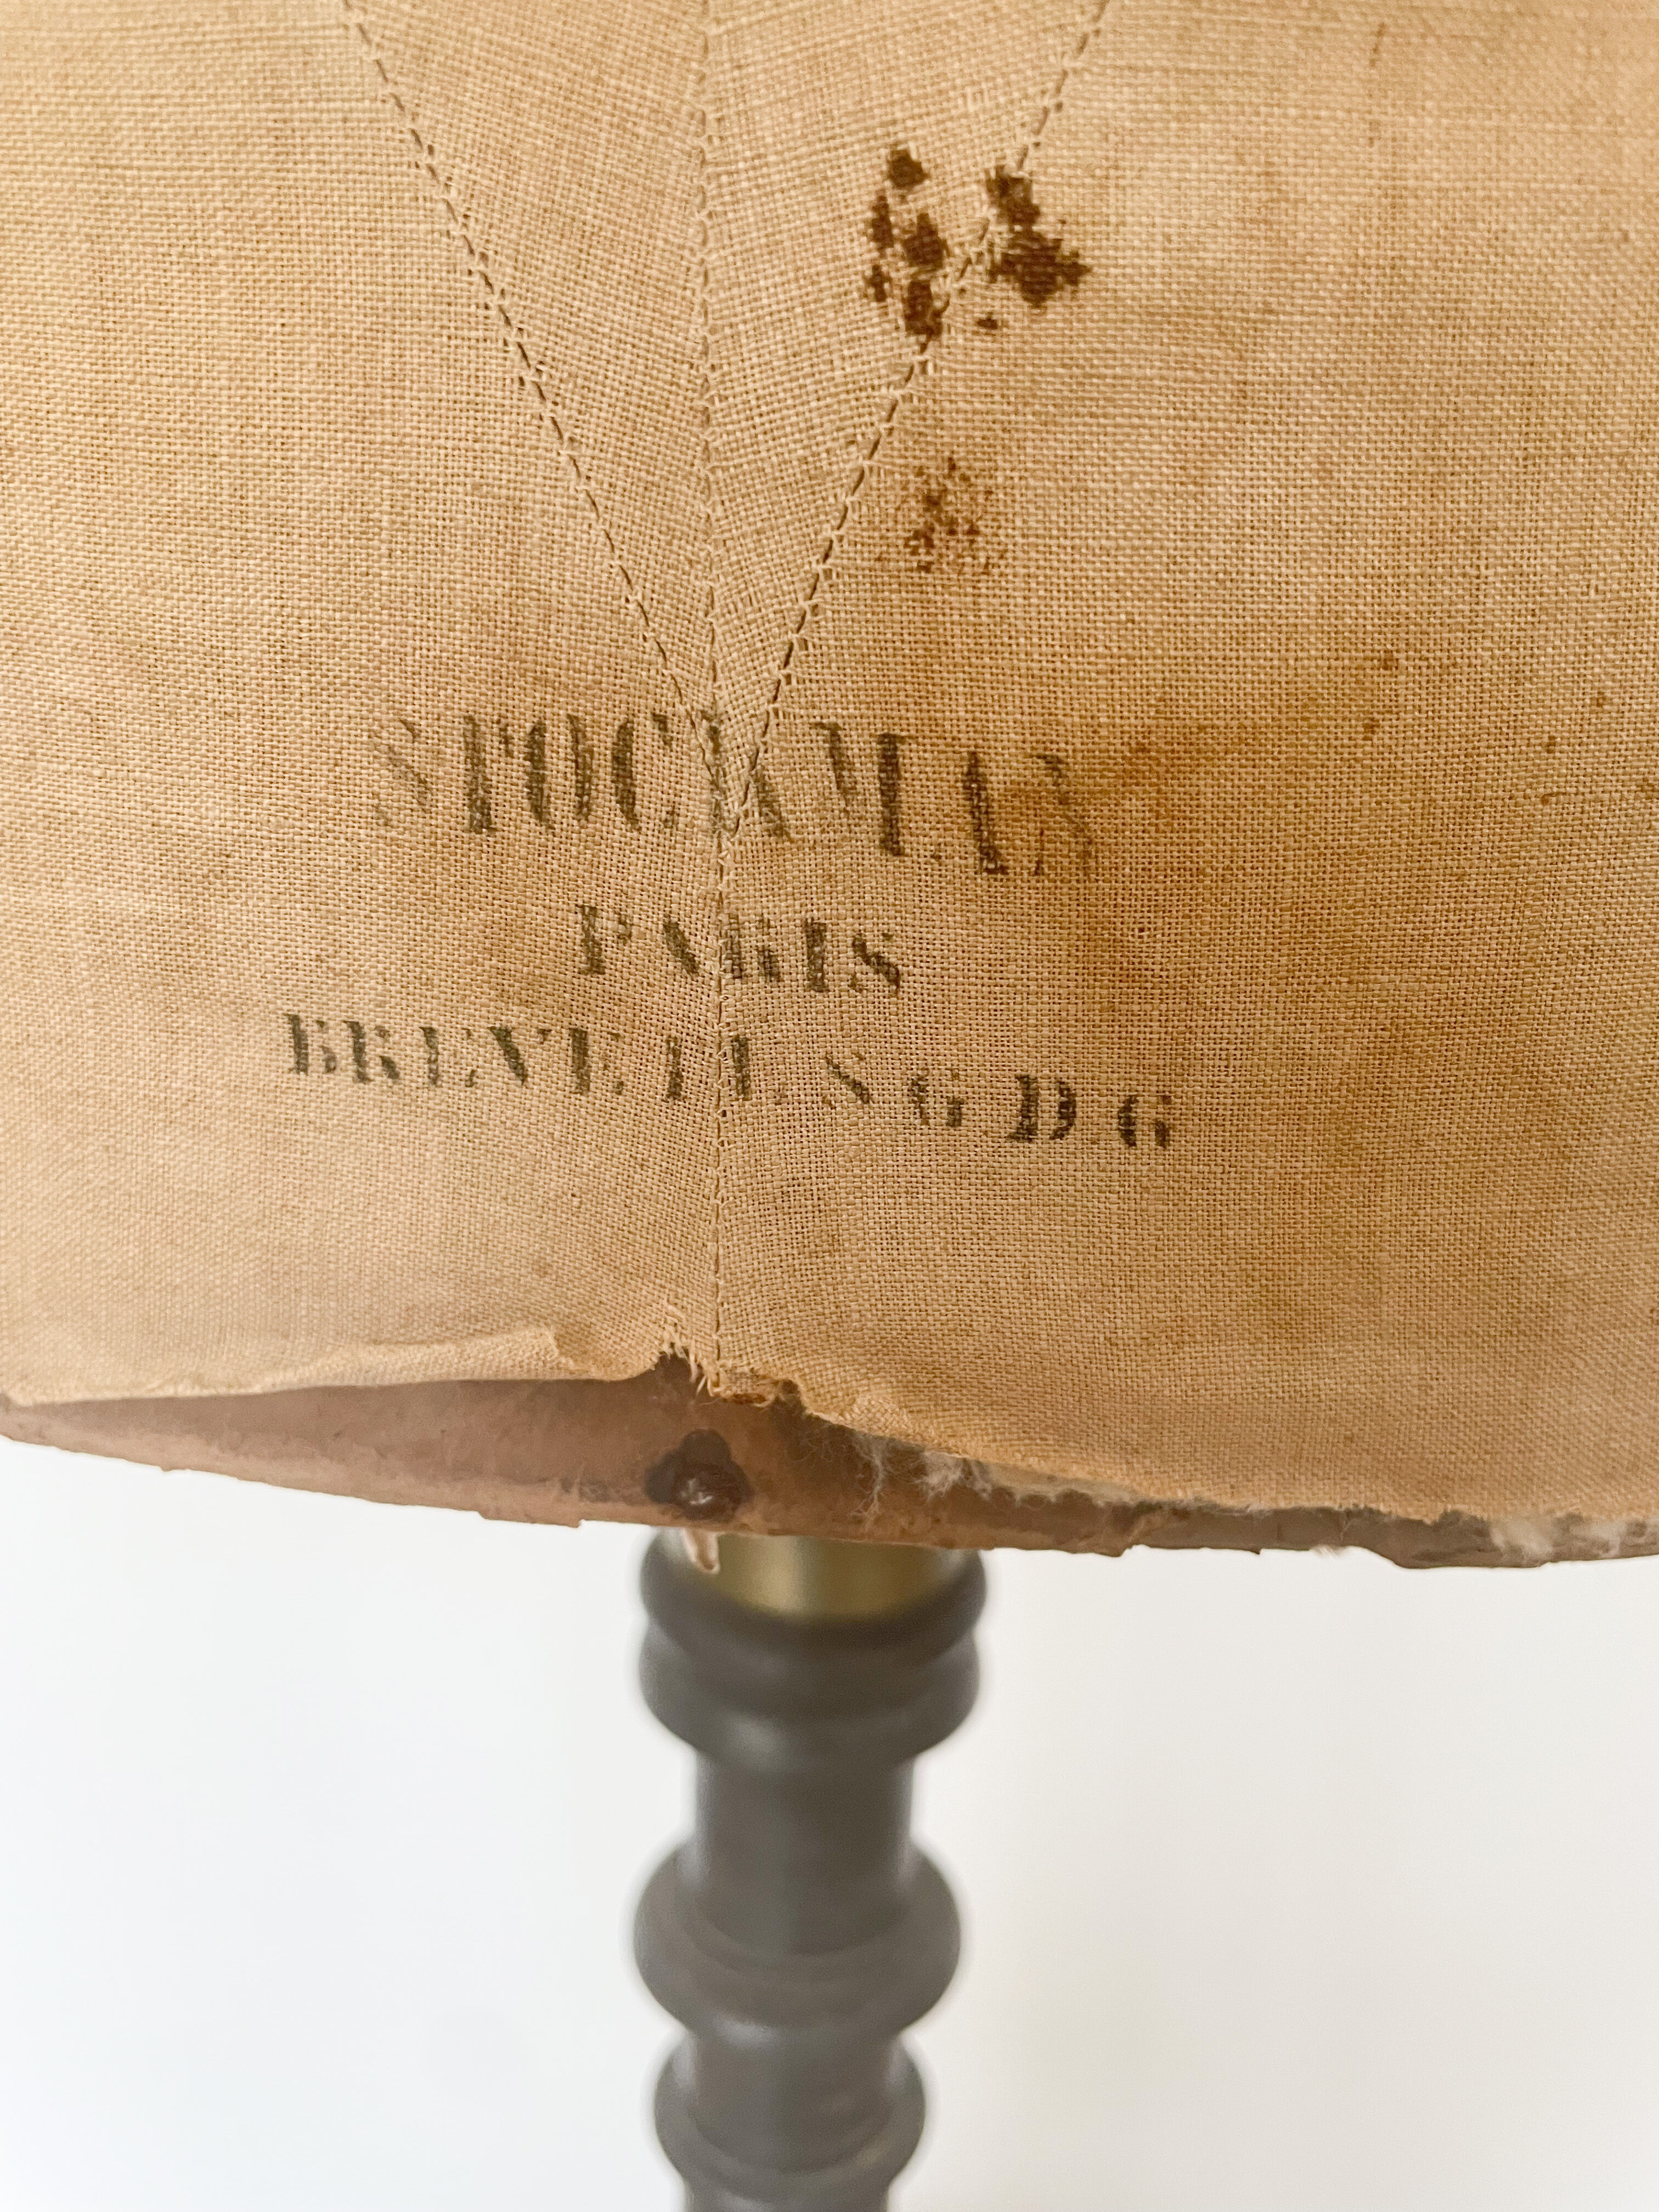 STOCKMAN
PARIS
BREVETE S G D G